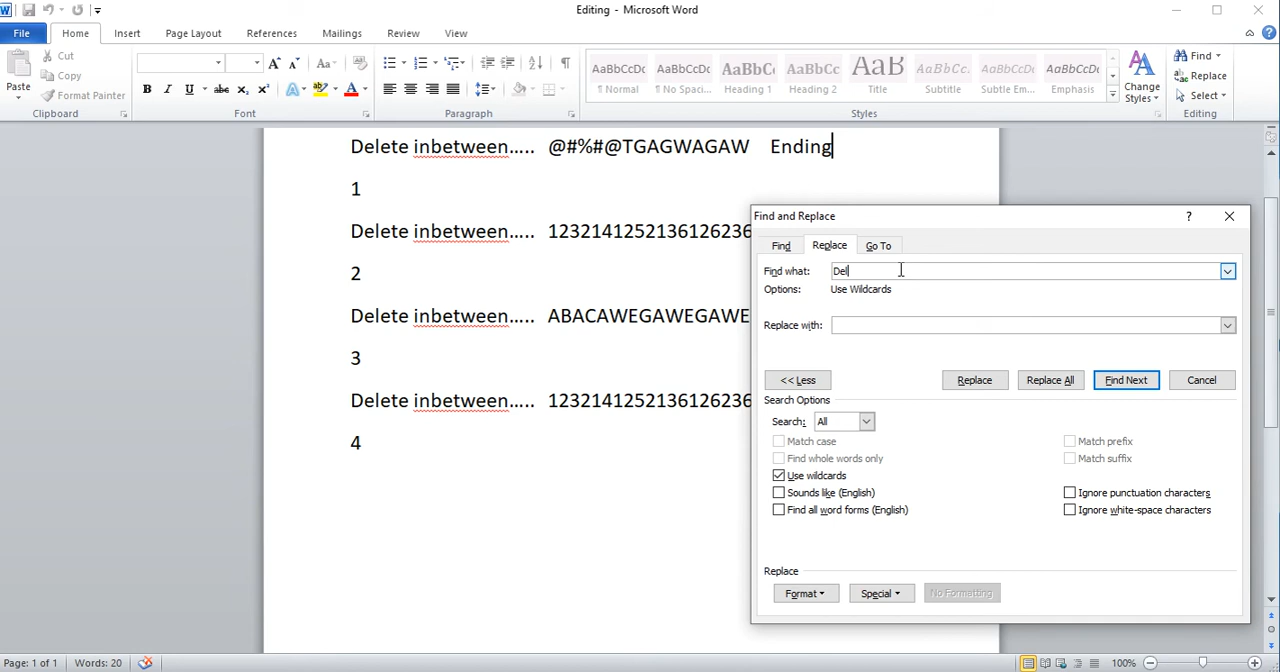 Editing - Microsoft Word
File Home Insert Page Layout References Mailings Review View
Cut
Copy
Format Painter
Paste
Clipboard
Aa
B I U abc X₂ X² A A
Font
Paragraph
AaBbCcDc AaBbCcDc AaBbCc AaBbCc AaB AaBbCc. AaBbCcDc AaBbCcDc
¶ Normal ¶ No Spaci... Heading 1 Heading 2 Title Subtitle Subtle Em... Emphasis
Styles
Change Styles
Find
Replace
Select
Editing
Delete inbetween..... @#%#@TGAGWAGAW Ending
1
Delete inbetween..... 1232141252136126236
2
Delete inbetween..... ABACAWEGAWEGAWE
3
Delete inbetween..... 1232141252136126236
4
Find and Replace ?
Find Replace Go To
Find what: Del
Options: Use Wildcards
Replace with:
<< Less Replace Replace All Find Next Cancel
Search Options
Search: All
Match case
Find whole words only
Use wildcards
Sounds like (English)
Find all word forms (English)
Match prefix
Match suffix
Ignore punctuation characters
Ignore white-space characters
Replace
Format Special No Formatting
Page: 1 of 1 Words: 20 100%